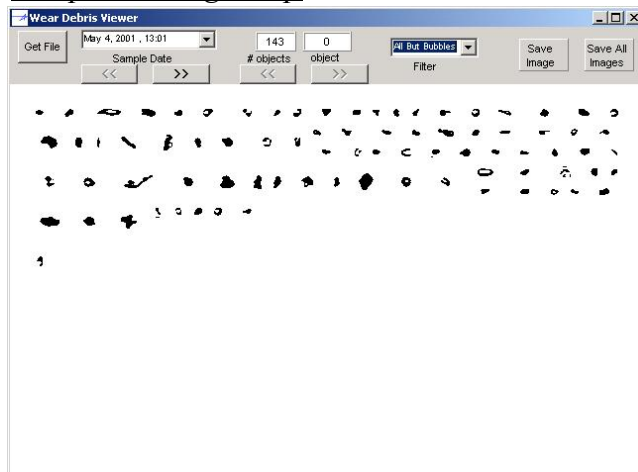 Wear Debris Viewer
Get File
May 4, 2001 , 13:01
Sample Date
<< >>
143 0
# objects object
<< >>
All But Bubbles
Filter
Save Image
Save All Images